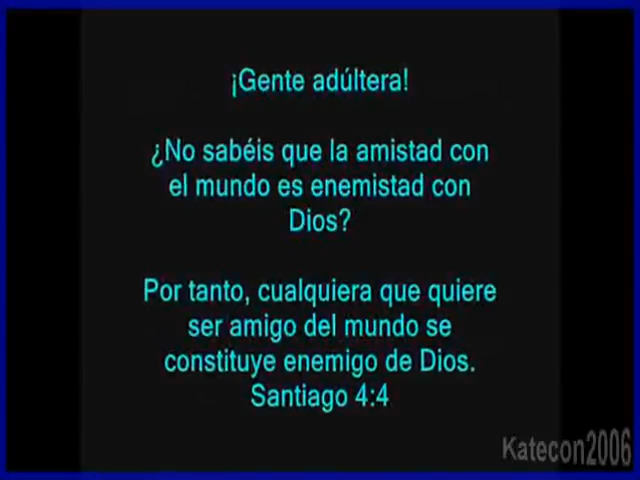 ¡Gente adúltera!
¿No sabéis que la amistad con
el mundo es enemistad con
Dios?
Por tanto, cualquiera que quiere
ser amigo del mundo se
constituye enemigo de Dios.
Santiago 4:4
Katecon2006